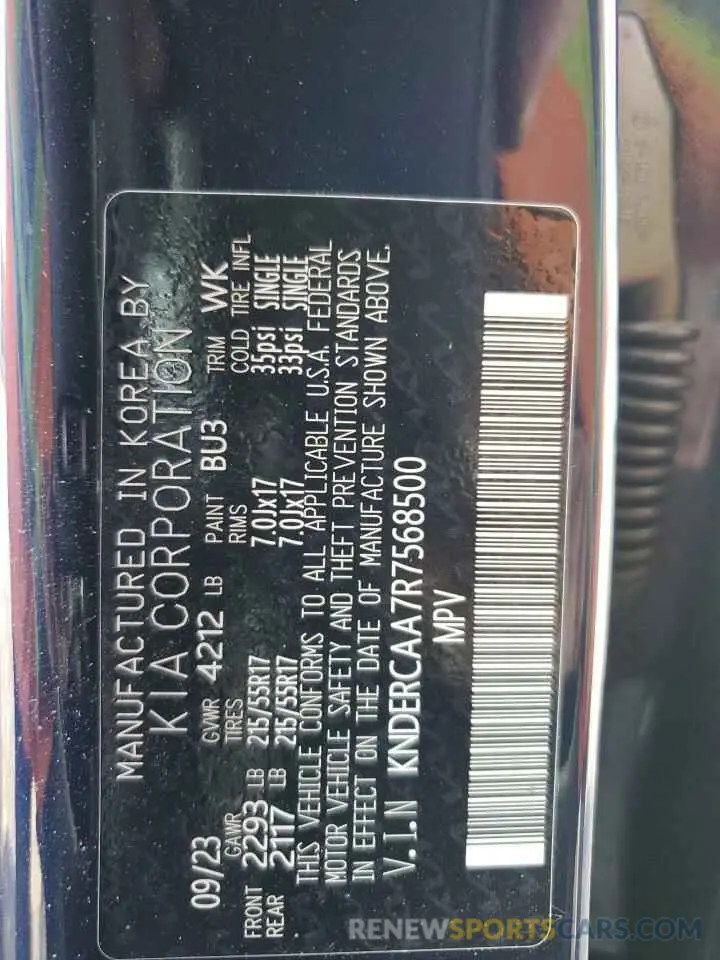 MANUFACTURED IN KOREA BY
KIA CORPORATION
09/23 GVWR 4212 LB PAINT BU3 TRIM WK
GAWR TIRES RIMS COLD TIRE INFL
FRONT 2293 LB 215/55R17 7.0Jx17 35psi SINGLE
REAR 2117 LB 215/55R17 7.0Jx17 33psi SINGLE
THIS VEHICLE CONFORMS TO ALL APPLICABLE U.S.A. FEDERAL
MOTOR VEHICLE SAFETY AND THEFT PREVENTION STANDARDS
IN EFFECT ON THE DATE OF MANUFACTURE SHOWN ABOVE.
V.I.N KNDERCAA7R7568500
MPV
RENEWSPORTSCARS.COM